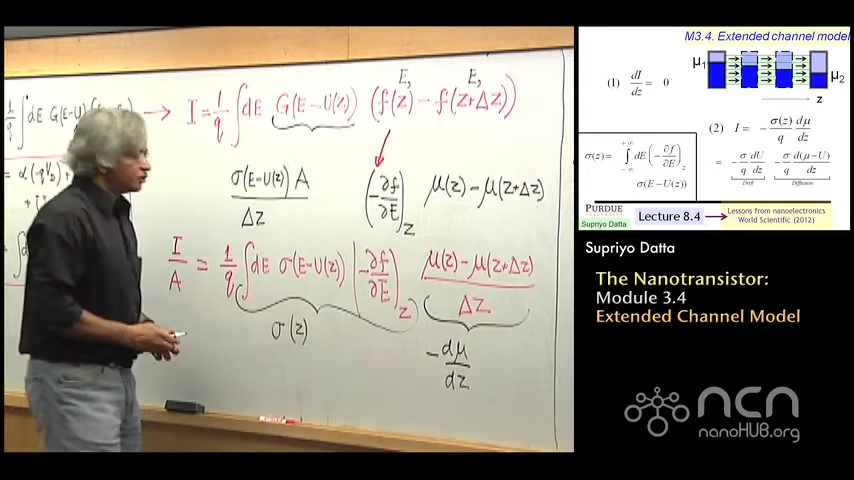 M3.4. Extended channel model
μ1
μ2
z
(1) dI/dz = 0
(2) I = − σ(z)/q dμ/dz
= − σ/q dU/dz − σ/q d(μ−U)/dz
Drift Diffusion
σ(z) = ∫−∞+∞ dE (−∂f/∂E)z
σ(E−U(z))
PURDUE
Supriyo Datta
Lecture 8.4
Lessons from nanoelectronics
World Scientific (2012)
Supriyo Datta
The Nanotransistor:
Module 3.4
Extended Channel Model
ncn
nanoHUB.org
1/q ∫dE G(E−U
→ I = 1/q ∫dE G(E−U(z)) (f(z) − f(z+Δz))
E, E,
σ(E−U(z)) A / Δz
(−∂f/∂E)z μ(z) − μ(z+Δz)
I/A = 1/q ∫dE σ(E−U(z)) (−∂f/∂E)z μ(z) − μ(z+Δz) / Δz
σ(z)
−dμ/dz